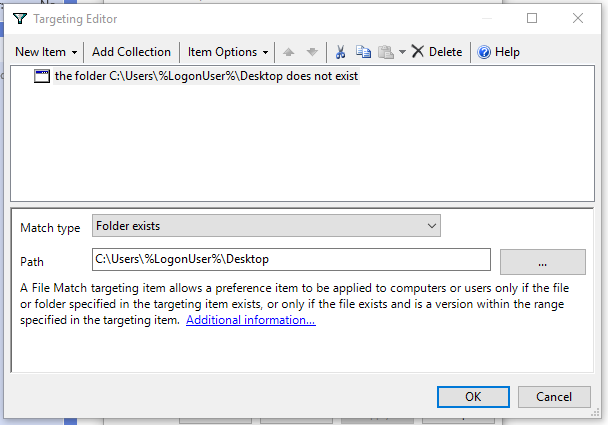 Targeting Editor
New Item Add Collection Item Options Delete Help
the folder C:\Users\%LogonUser%\Desktop does not exist
Match type Folder exists
Path C:\Users\%LogonUser%\Desktop ...
A File Match targeting item allows a preference item to be applied to computers or users only if the file
or folder specified in the targeting item exists, or only if the file exists and is a version within the range
specified in the targeting item. Additional information...
OK Cancel